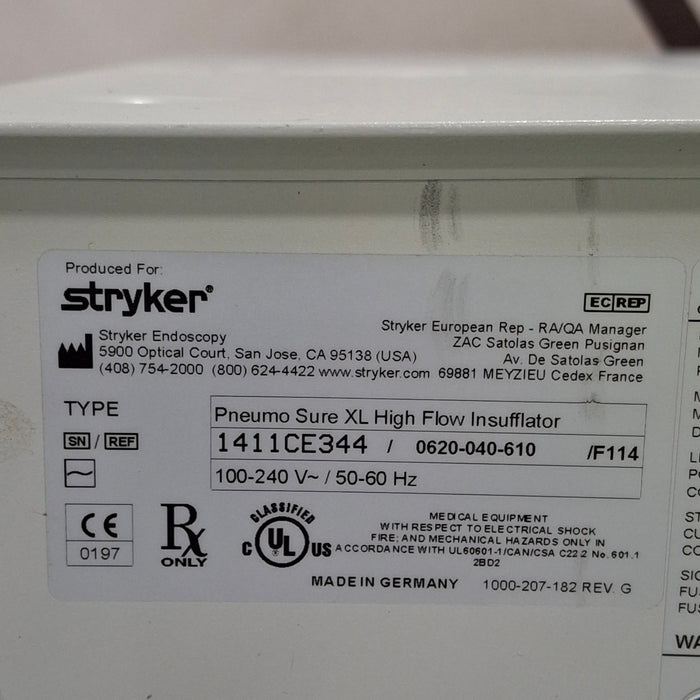 Produced For:
stryker®
EC REP
Stryker Endoscopy
5900 Optical Court, San Jose, CA 95138 (USA)
(408) 754-2000 (800) 624-4422 www.stryker.com
Stryker European Rep - RA/QA Manager
ZAC Satolas Green Pusignan
Av. De Satolas Green
69881 MEYZIEU Cedex France
TYPE
Pneumo Sure XL High Flow Insufflator
SN / REF
1411CE344 / 0620-040-610 /F114
100-240 V~ / 50-60 Hz
CE
0197
Rx
ONLY
CLASSIFIED
C UL US
MEDICAL EQUIPMENT
WITH RESPECT TO ELECTRICAL SHOCK
FIRE, AND MECHANICAL HAZARDS ONLY IN
ACCORDANCE WITH UL60601-1/CAN/CSA C22.2 No. 601.1
2BD2
MADE IN GERMANY
1000-207-182 REV. G